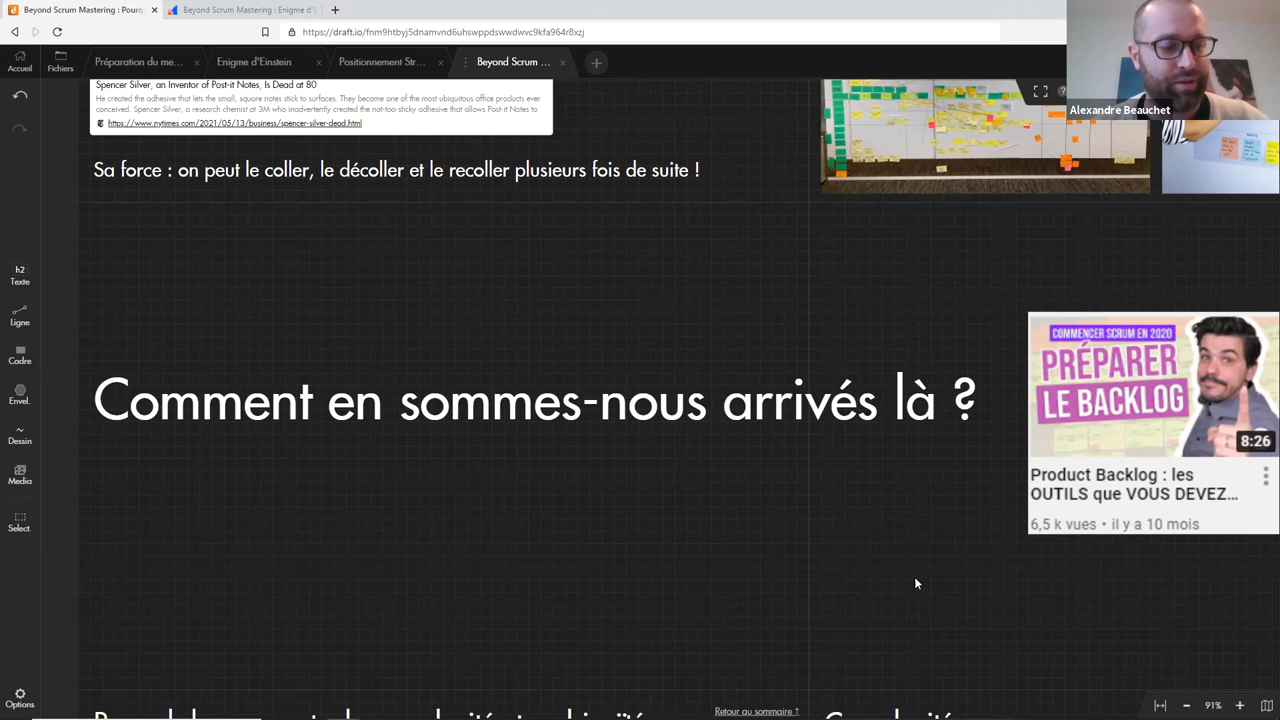 Beyond Scrum Mastering : Pourq
Beyond Scrum Mastering : Enigme d'E
https://draft.io/fnm9htbyj5dnamvnd6uhswppdswwdwvc9kfa964r8xzj
Accueil
Fichiers
Préparation du me...
Enigme d'Einstein
Positionnement Str...
Beyond Scrum ...
Alexandre Beauchet
Spencer Silver, an Inventor of Post-it Notes, Is Dead at 80
He created the adhesive that lets the small, square notes stick to surfaces. They became one of the most ubiquitous office products ever
conceived. Spencer Silver, a research chemist at 3M who inadvertently created the not-too-sticky adhesive that allows Post-it Notes to
https://www.nytimes.com/2021/05/13/business/spencer-silver-dead.html
Sa force : on peut le coller, le décoller et le recoller plusieurs fois de suite !
h2
Texte
Ligne
Cadre
Envel.
Dessin
Media
Select.
Options
Comment en sommes-nous arrivés là ?
COMMENCER SCRUM EN 2020
PRÉPARER
LE BACKLOG
8:26
Product Backlog : les
OUTILS que VOUS DEVEZ...
6,5 k vues • il y a 10 mois
Retour au sommaire ↑
91%